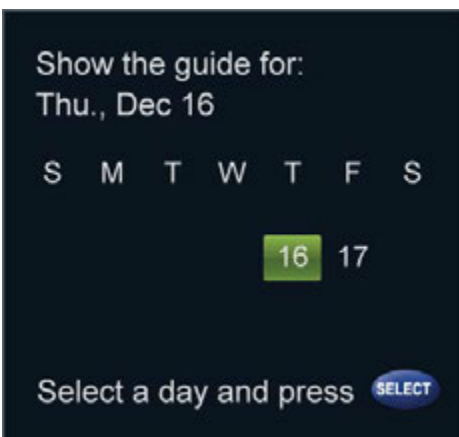 Show the guide for:
Thu., Dec 16
S M T W T F S
16 17
Select a day and press SELECT